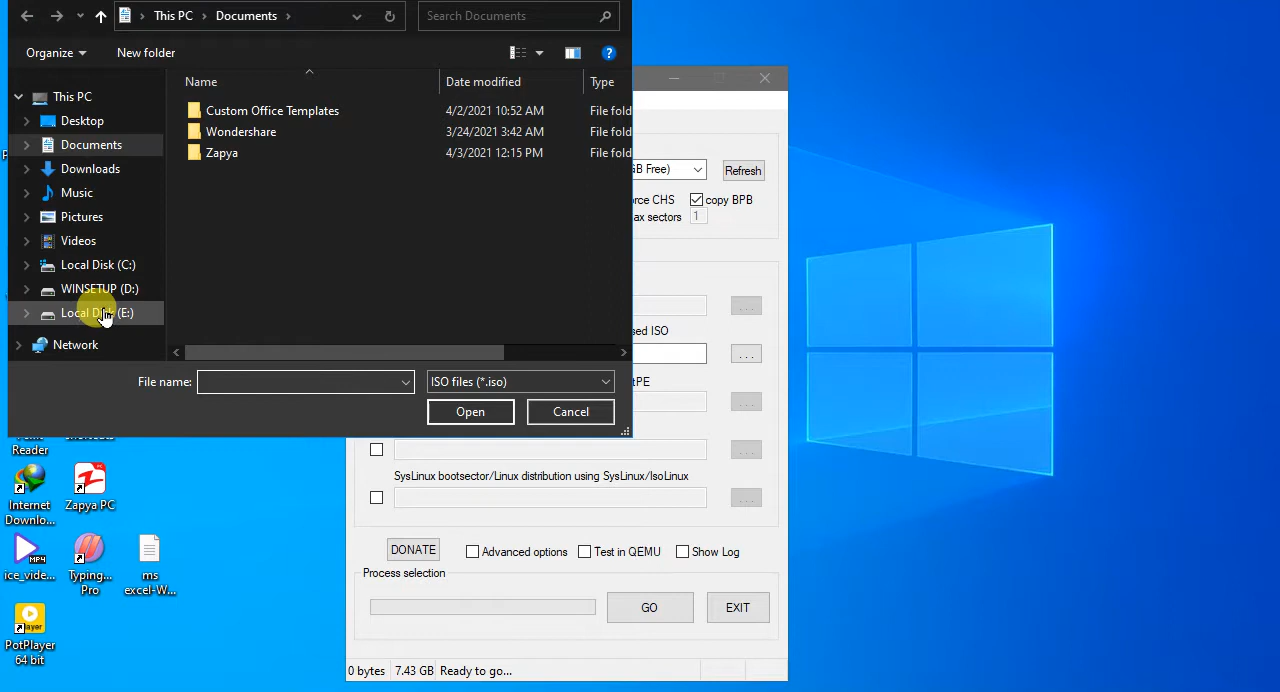 This PC > Documents >
Search Documents
Organize
New folder
Name
Date modified
Type
This PC
Desktop
Documents
Downloads
Music
Pictures
Videos
Local Disk (C:)
WINSETUP (D:)
Local Disk (E:)
Network
Custom Office Templates 4/2/2021 10:52 AM File fold
Wondershare 3/24/2021 3:42 AM File fold
Zapya 4/3/2021 12:15 PM File fold
File name:
ISO files (*.iso)
Open
Cancel
GB Free)
Refresh
orce CHS
copy BPB
ax sectors 1
...
sed ISO
...
tPE
...
...
SysLinux bootsector/Linux distribution using SysLinux/IsoLinux
...
DONATE
Advanced options
Test in QEMU
Show Log
Process selection
GO
EXIT
0 bytes
7.43 GB
Ready to go...
Reader
Internet
Downlo...
Zapya PC
MP4
ice_vide...
Typing...
Pro
ms
excel-W...
PotPlayer
64 bit